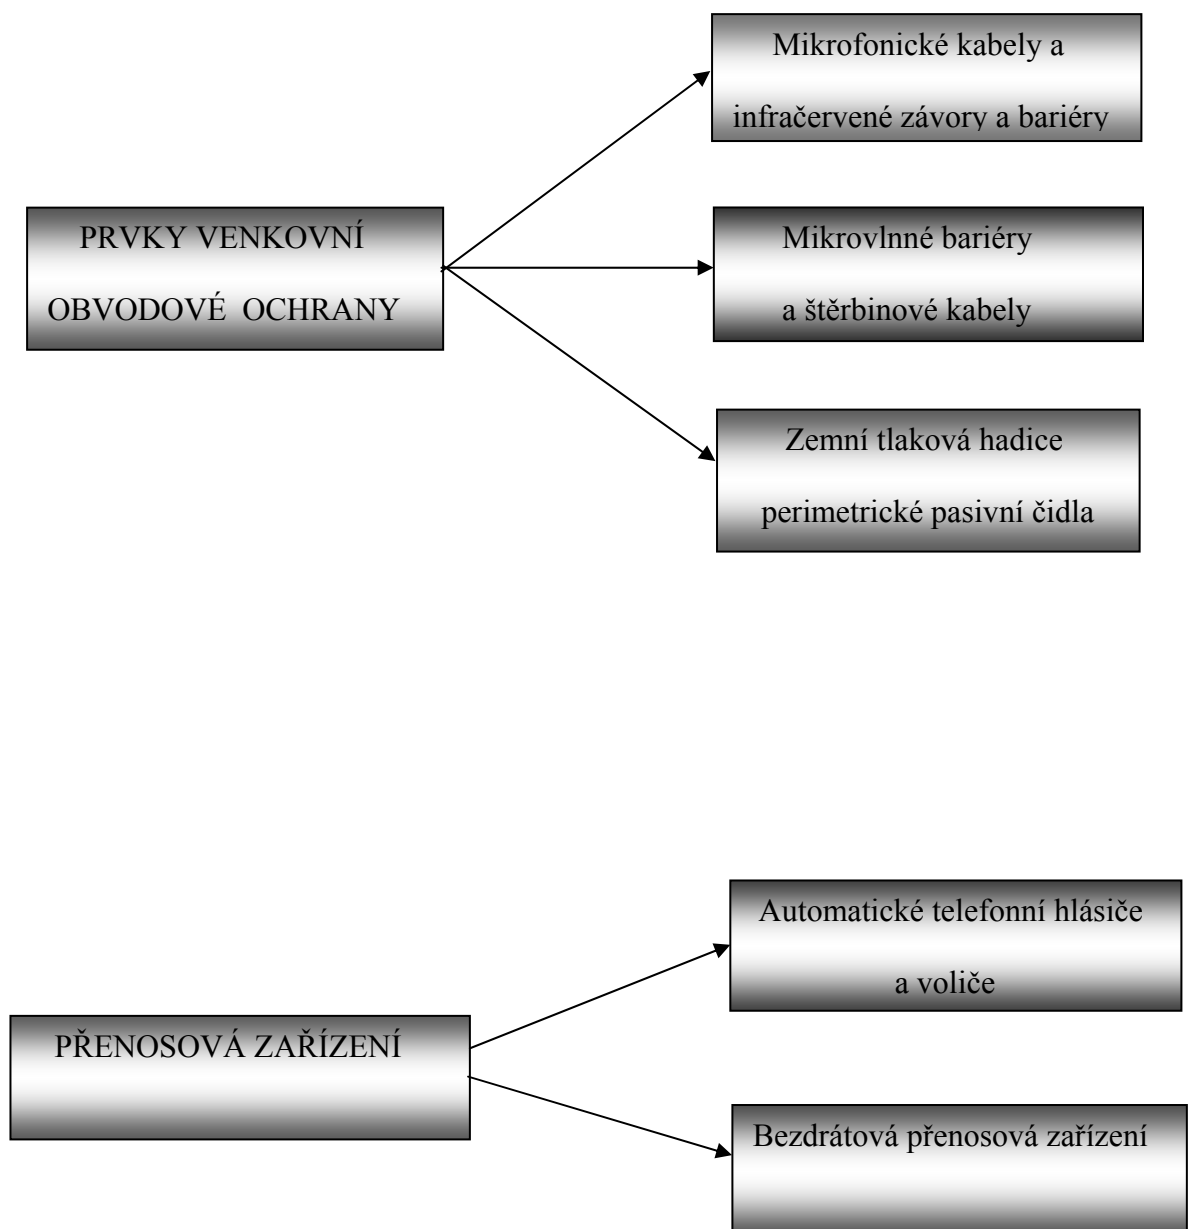 Mikrofonické kabely a
infračervené závory a bariéry
PRVKY VENKOVNÍ
OBVODOVÉ OCHRANY
Mikrovlnné bariéry
a štěrbinové kabely
Zemní tlaková hadice
perimetrické pasivní čidla
Automatické telefonní hlásiče
a voliče
PŘENOSOVÁ ZAŘÍZENÍ
Bezdrátová přenosová zařízení